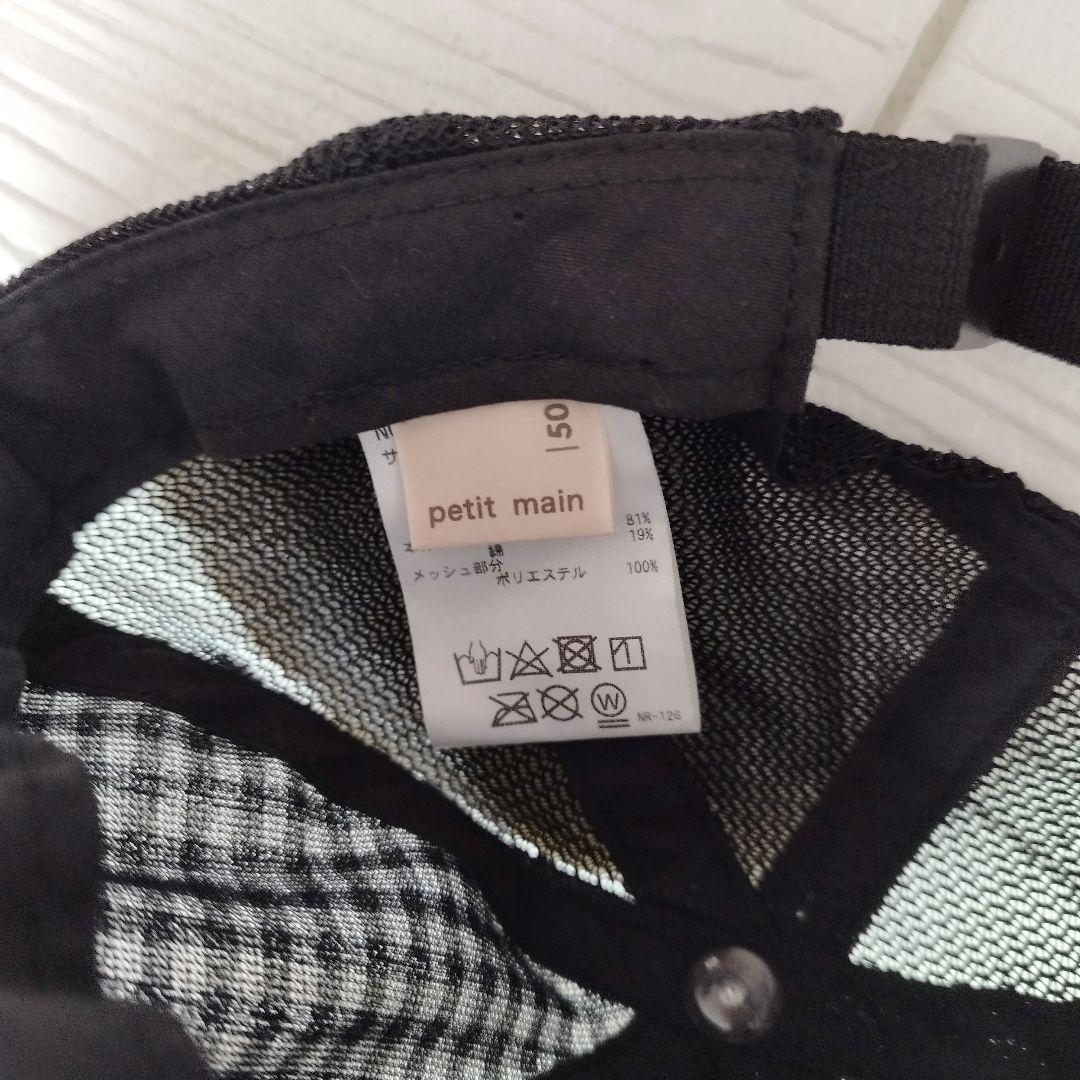 50
petit main
サ
81%
綿 19%
メッシュ部分
ポリエステル 100%
W
NR-126